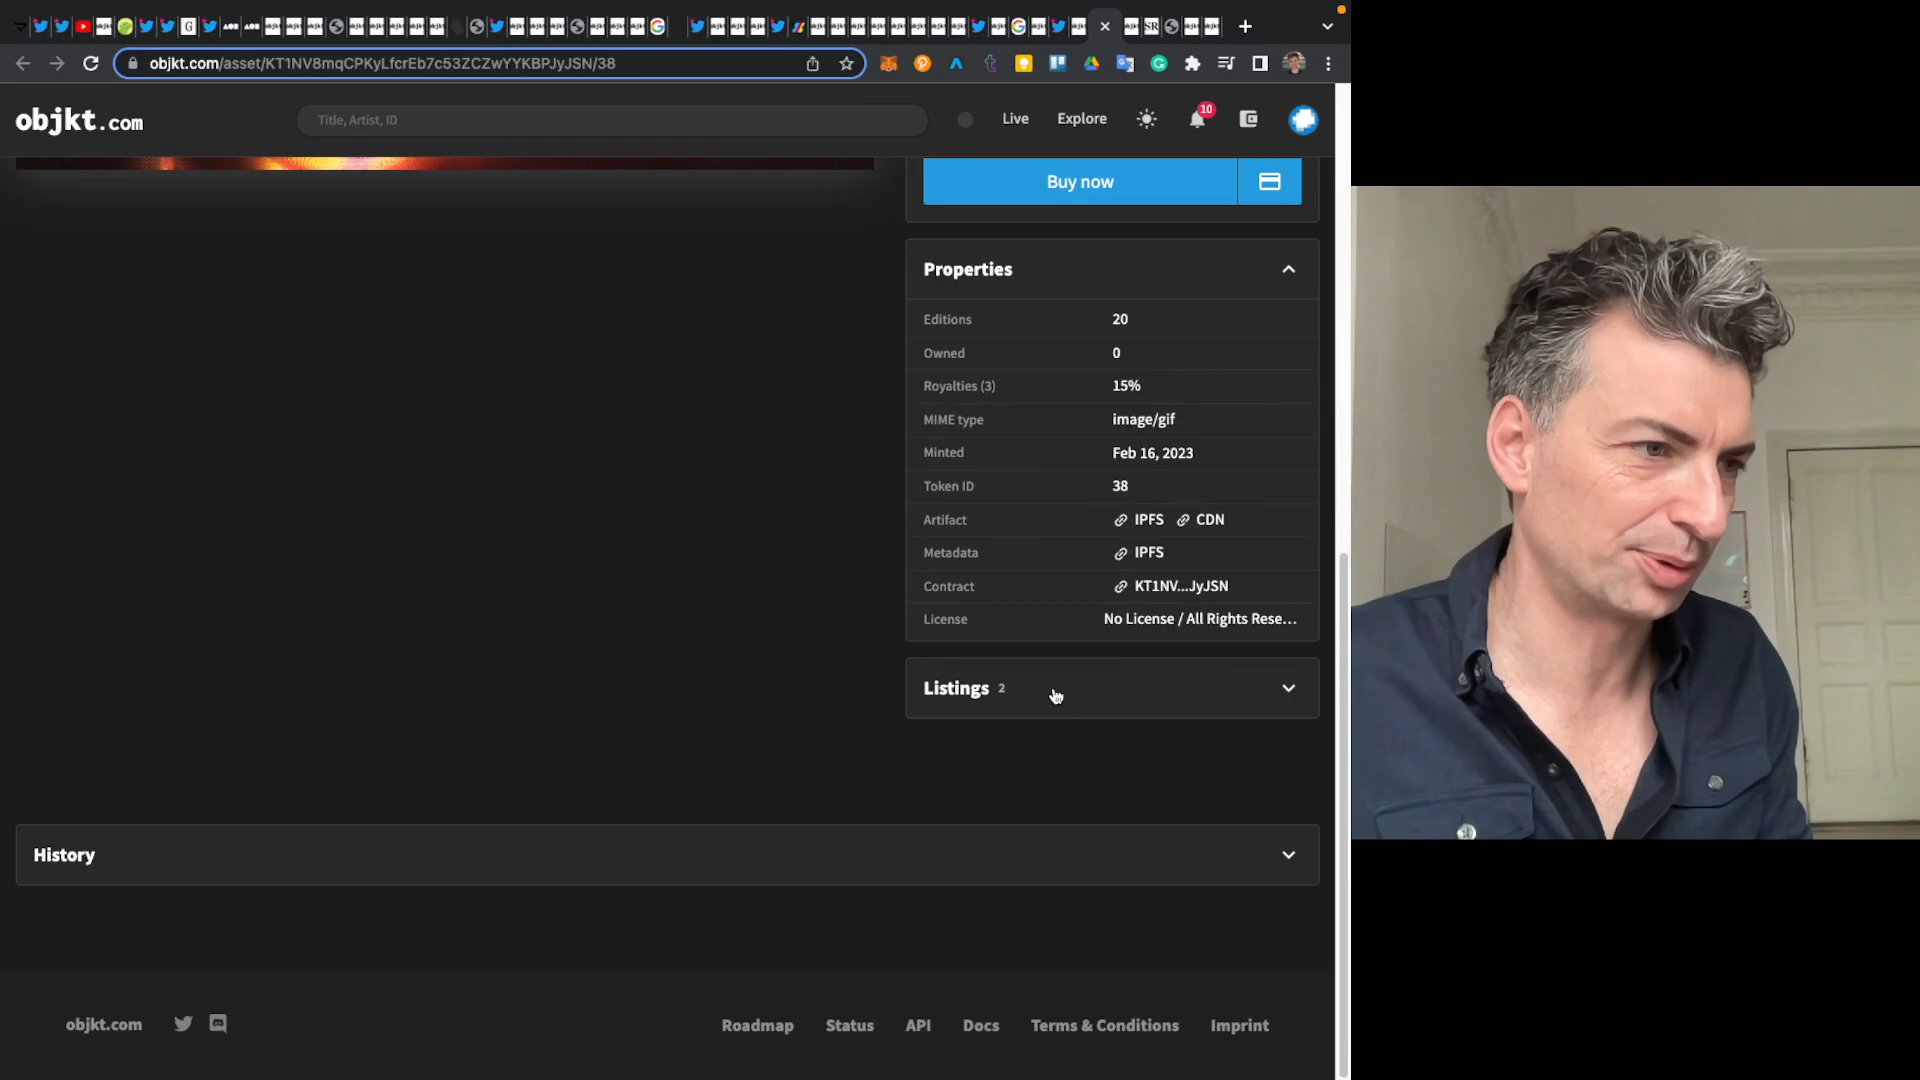 objkt.com/asset/KT1NV8mqCPKyLfcrEb7c53ZCZwYYKBPJyJSN/38
objkt.com
Title, Artist, ID
Live
Explore
10
Buy now
Properties
Editions 20
Owned 0
Royalties (3) 15%
MIME type image/gif
Minted Feb 16, 2023
Token ID 38
Artifact IPFS CDN
Metadata IPFS
Contract KT1NV...JyJSN
License No License / All Rights Rese...
Listings 2
History
objkt.com
Roadmap Status API Docs Terms & Conditions Imprint